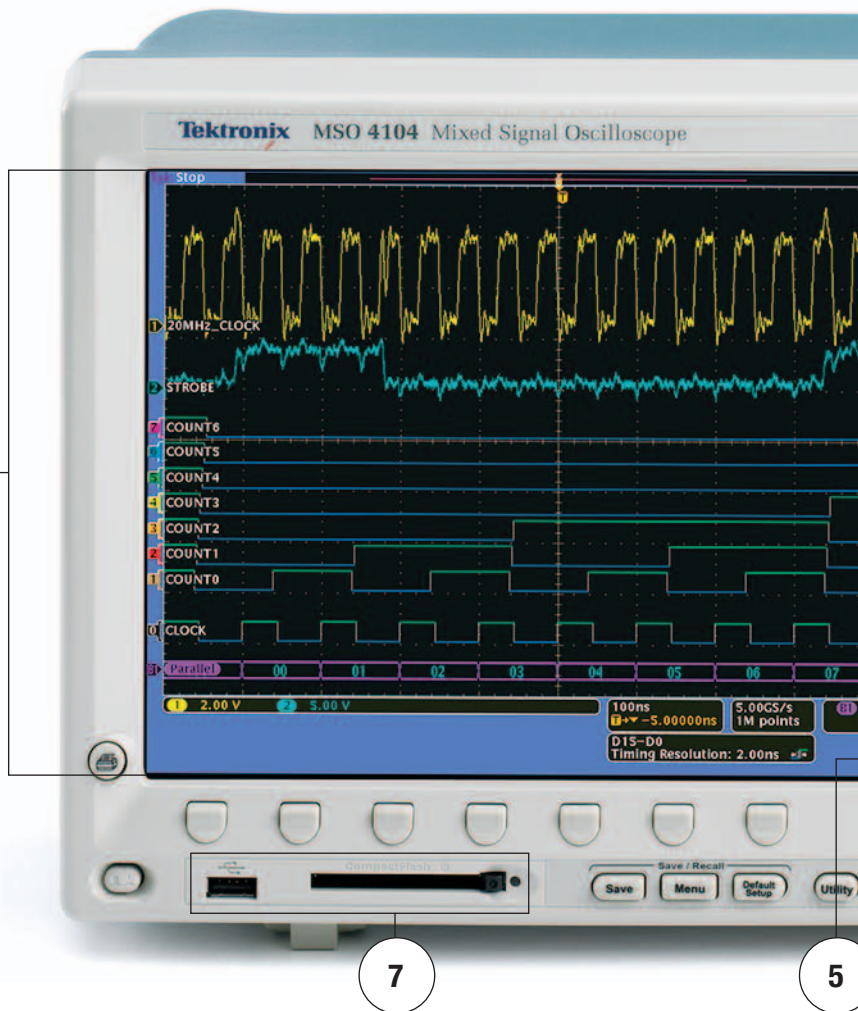 Tektronix MSO 4104 Mixed Signal Oscilloscope
Stop
T
1 20MHz_CLOCK
2 STROBE
7 COUNT6
6 COUNT5
5 COUNT4
4 COUNT3
3 COUNT2
2 COUNT1
1 COUNT0
0 CLOCK
B1 Parallel 00 01 02 03 04 05 06 07
1 2.00 V 2 5.00 V
100ns 5.00GS/s B1
T→▼ -5.00000ns 1M points
D15-D0
Timing Resolution: 2.00ns
CompactFlash
Save / Recall
Save Menu Default Setup Utility
7 5